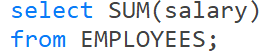 select SUM(salary)
from EMPLOYEES;